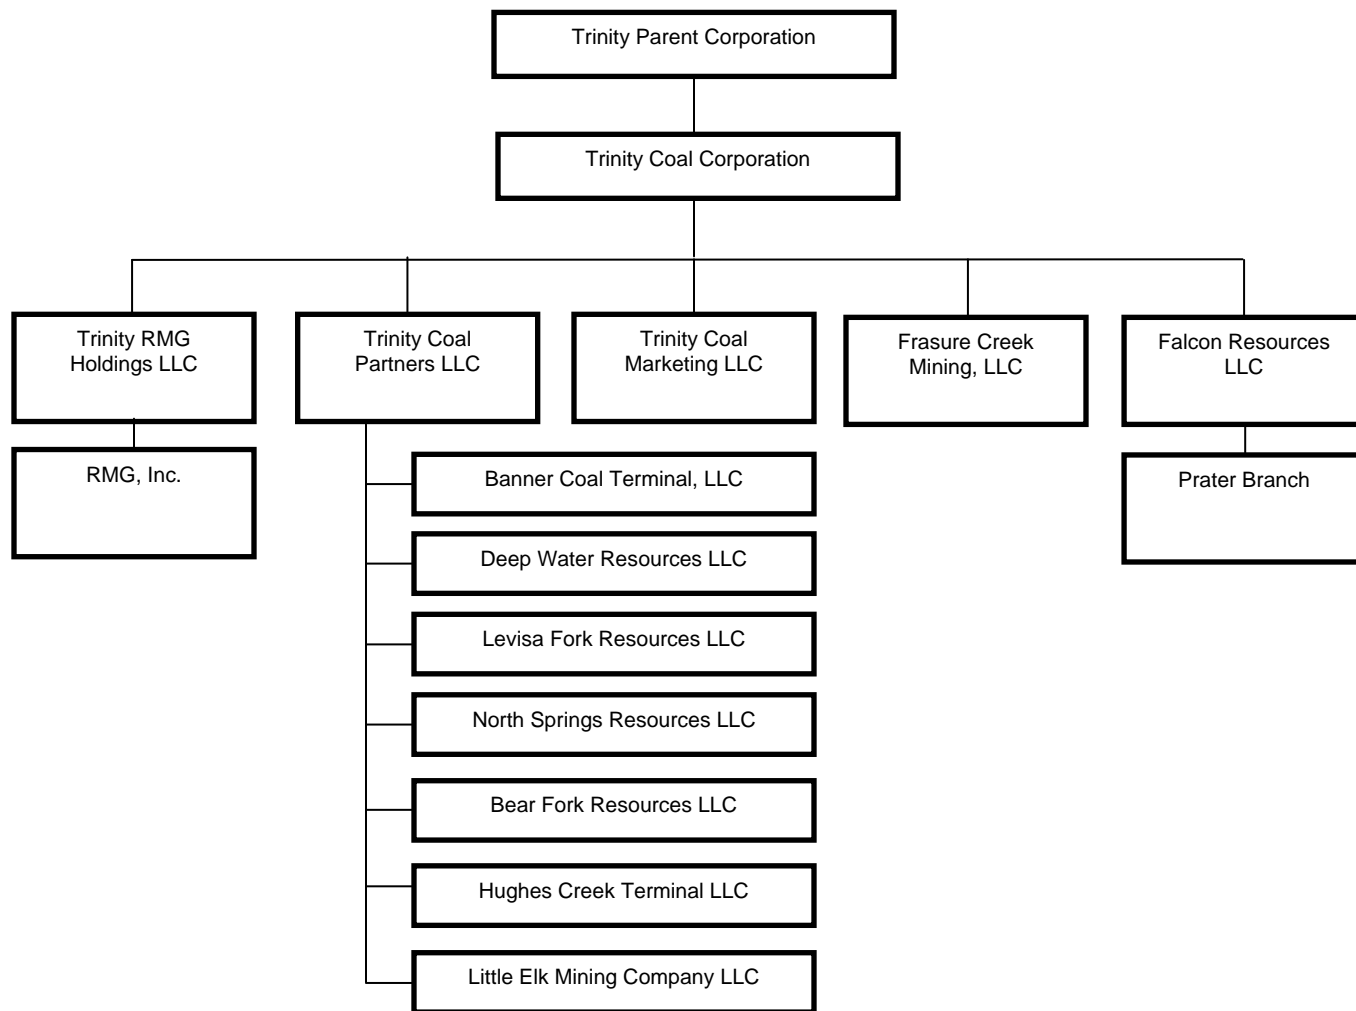 Trinity Parent Corporation
Trinity Coal Corporation
Trinity RMG
Holdings LLC
Trinity Coal
Partners LLC
Trinity Coal
Marketing LLC
Frasure Creek
Mining, LLC
Falcon Resources
LLC
RMG, Inc.
Prater Branch
Banner Coal Terminal, LLC
Deep Water Resources LLC
Levisa Fork Resources LLC
North Springs Resources LLC
Bear Fork Resources LLC
Hughes Creek Terminal LLC
Little Elk Mining Company LLC